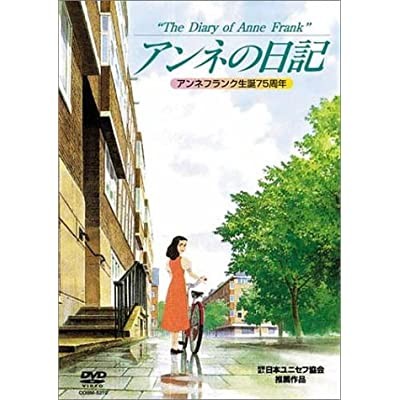 “The Diary of Anne Frank”
アンネの日記
アンネフランク生誕75周年
DVD
VIDEO
日本ユニセフ協会
推薦作品